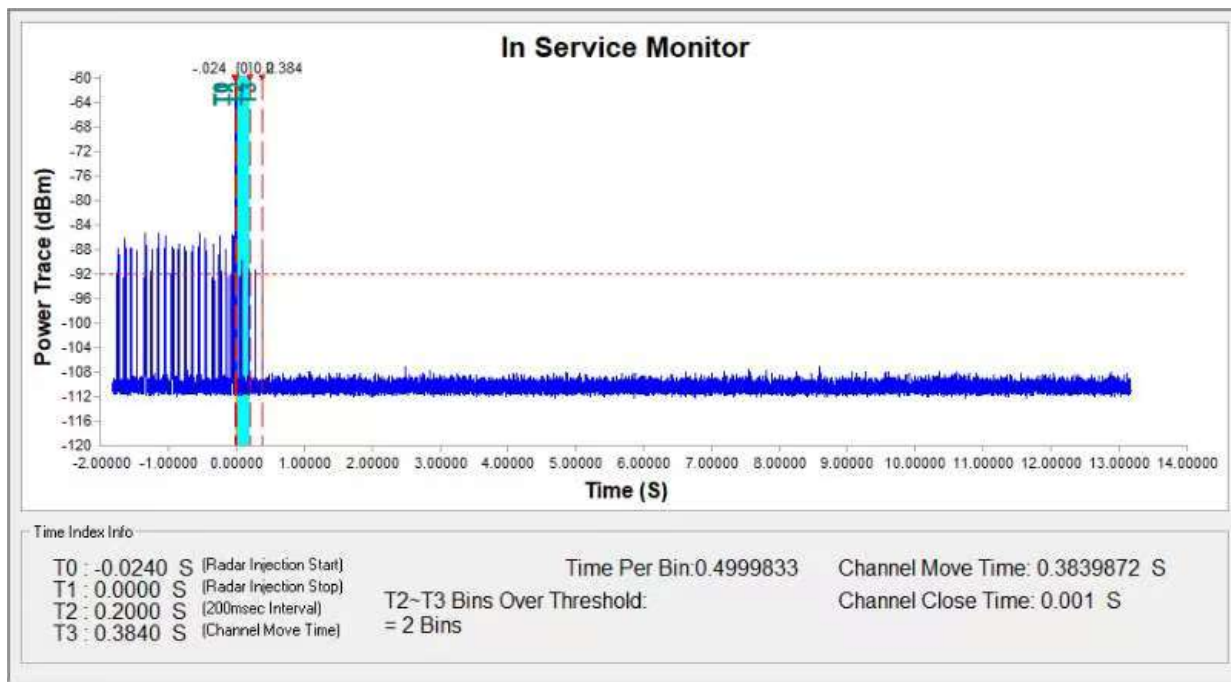 In Service Monitor
-.024
2.384
-60
-64
-68
-72
-76
-80
-84
-88
-92
-96
-100
-104
-108
-112
-116
-120
Power Trace (dBm)
-2.00000 -1.00000 0.00000 1.00000 2.00000 3.00000 4.00000 5.00000 6.00000 7.00000 8.00000 9.00000 10.00000 11.00000 12.00000 13.00000 14.00000
Time (S)
Time Index Info
T0 : -0.0240 S (Radar Injection Start)
T1 : 0.0000 S (Radar Injection Stop)
T2 : 0.2000 S (200msec Interval)
T3 : 0.3840 S (Channel Move Time)
Time Per Bin:0.4999833
T2~T3 Bins Over Threshold:
= 2 Bins
Channel Move Time: 0.3839872 S
Channel Close Time: 0.001 S